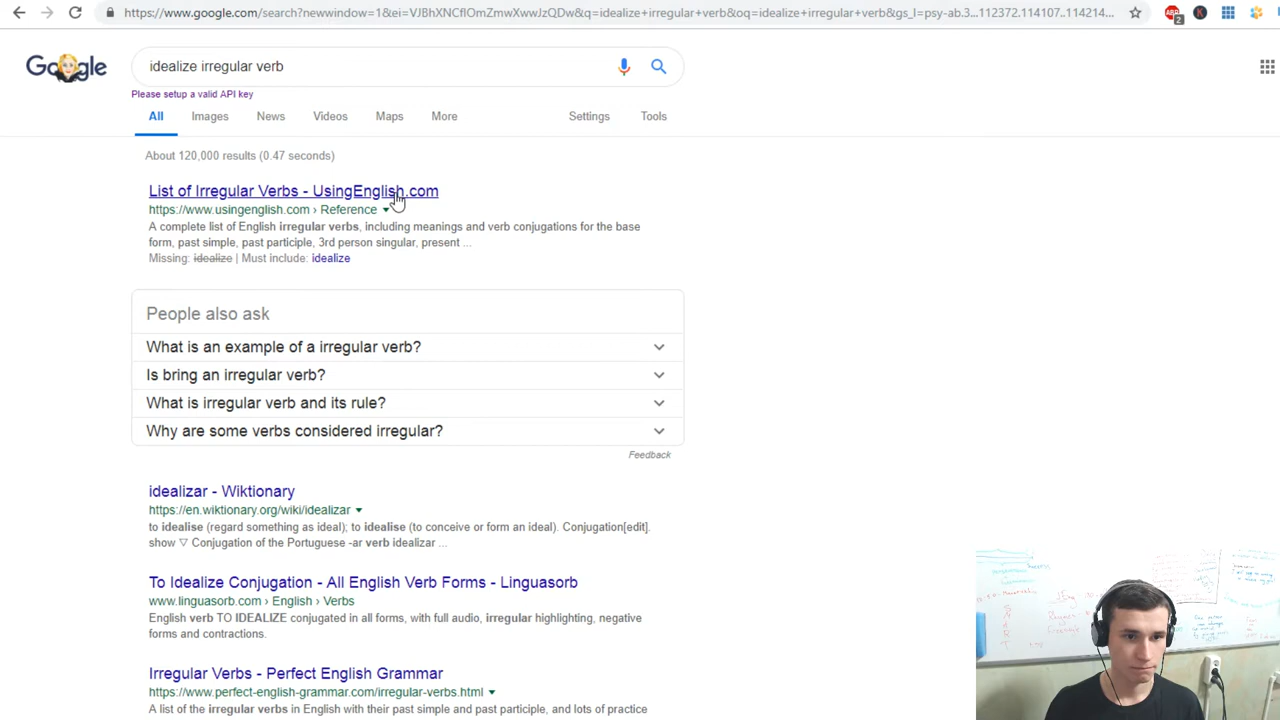 https://www.google.com/search?newwindow=1&ei=VJBhXNCflOmZmwXwwJzQDw&q=idealize+irregular+verb&oq=idealize+irregular+verb&gs_l=psy-ab.3...112372.114107..114214...
2
Google
idealize irregular verb
Please setup a valid API key
All Images News Videos Maps More Settings Tools
About 120,000 results (0.47 seconds)
List of Irregular Verbs - UsingEnglish.com
https://www.usingenglish.com › Reference
A complete list of English irregular verbs, including meanings and verb conjugations for the base
form, past simple, past participle, 3rd person singular, present ...
Missing: idealize | Must include: idealize
People also ask
What is an example of a irregular verb?
Is bring an irregular verb?
What is irregular verb and its rule?
Why are some verbs considered irregular?
Feedback
idealizar - Wiktionary
https://en.wiktionary.org/wiki/idealizar
to idealise (regard something as ideal); to idealise (to conceive or form an ideal). Conjugation[edit].
show ▽ Conjugation of the Portuguese -ar verb idealizar ...
To Idealize Conjugation - All English Verb Forms - Linguasorb
www.linguasorb.com › English › Verbs
English verb TO IDEALIZE conjugated in all forms, with full audio, irregular highlighting, negative
forms and contractions.
Irregular Verbs - Perfect English Grammar
https://www.perfect-english-grammar.com/irregular-verbs.html
A list of the irregular verbs in English with their past simple and past participle, and lots of practice